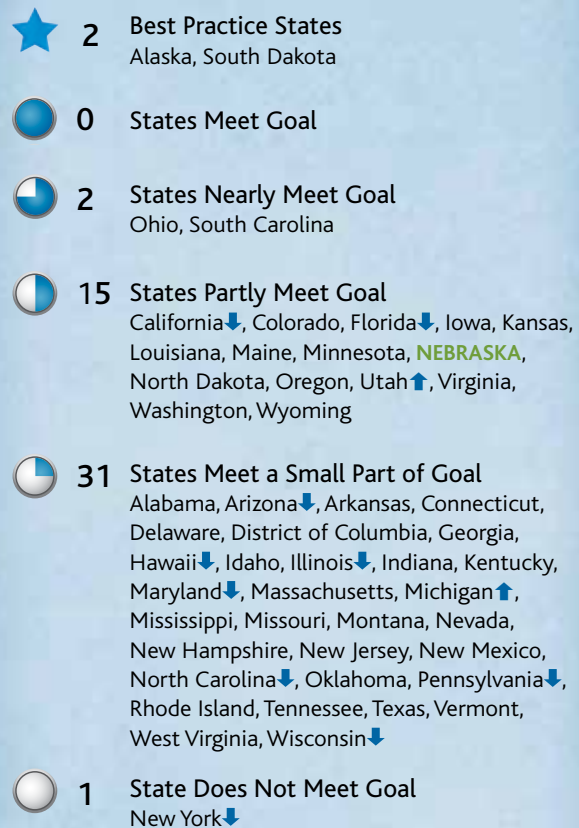 2 Best Practice States
Alaska, South Dakota
0 States Meet Goal
2 States Nearly Meet Goal
Ohio, South Carolina
15 States Partly Meet Goal
California⬇, Colorado, Florida⬇, Iowa, Kansas,
Louisiana, Maine, Minnesota, NEBRASKA,
North Dakota, Oregon, Utah⬆, Virginia,
Washington, Wyoming
31 States Meet a Small Part of Goal
Alabama, Arizona⬇, Arkansas, Connecticut,
Delaware, District of Columbia, Georgia,
Hawaii⬇, Idaho, Illinois⬇, Indiana, Kentucky,
Maryland⬇, Massachusetts, Michigan⬆,
Mississippi, Missouri, Montana, Nevada,
New Hampshire, New Jersey, New Mexico,
North Carolina⬇, Oklahoma, Pennsylvania⬇,
Rhode Island, Tennessee, Texas, Vermont,
West Virginia, Wisconsin⬇
1 State Does Not Meet Goal
New York⬇